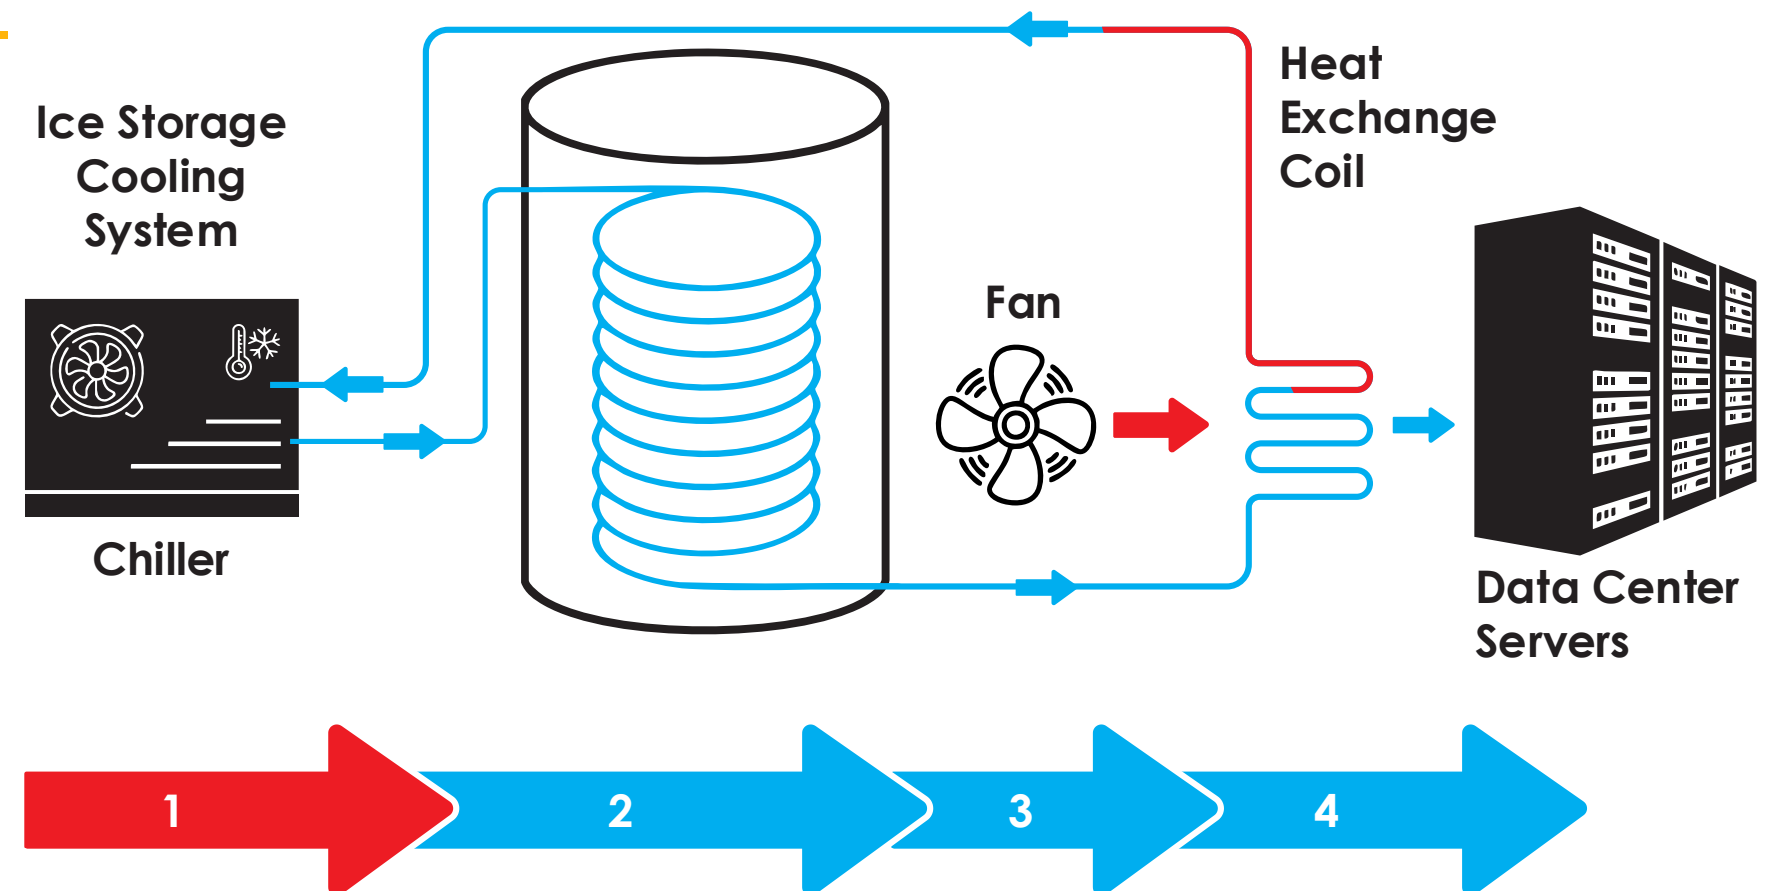 Ice Storage
Cooling
System
Heat
Exchange
Coil
Fan
Chiller
Data Center
Servers
1
2
3
4